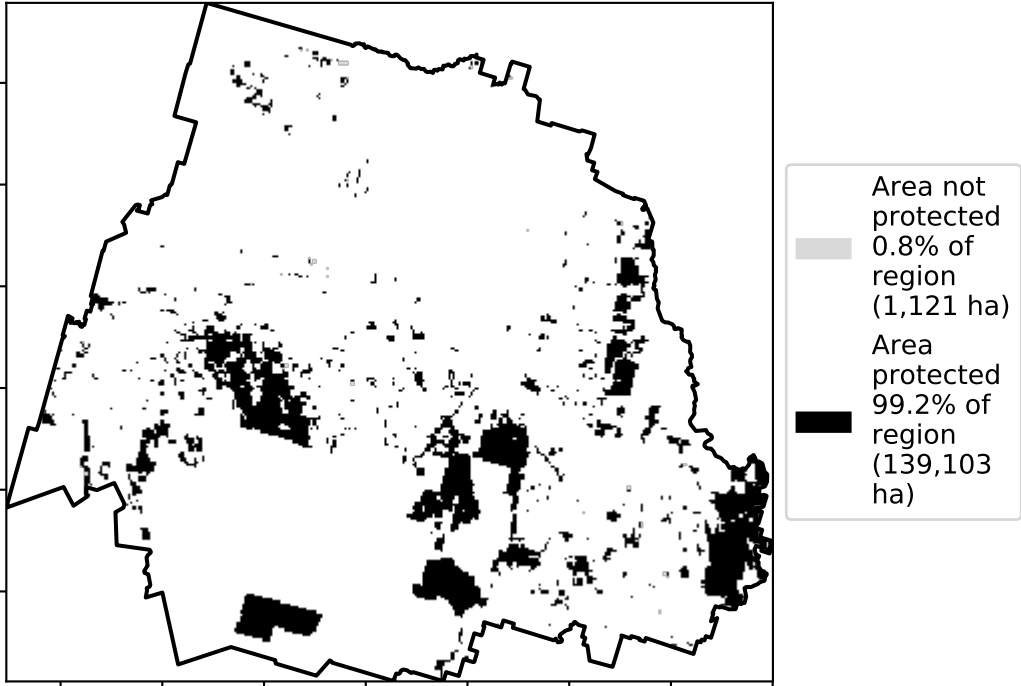 Area not
protected
0.8% of
region
(1,121 ha)
Area
protected
99.2% of
region
(139,103
ha)